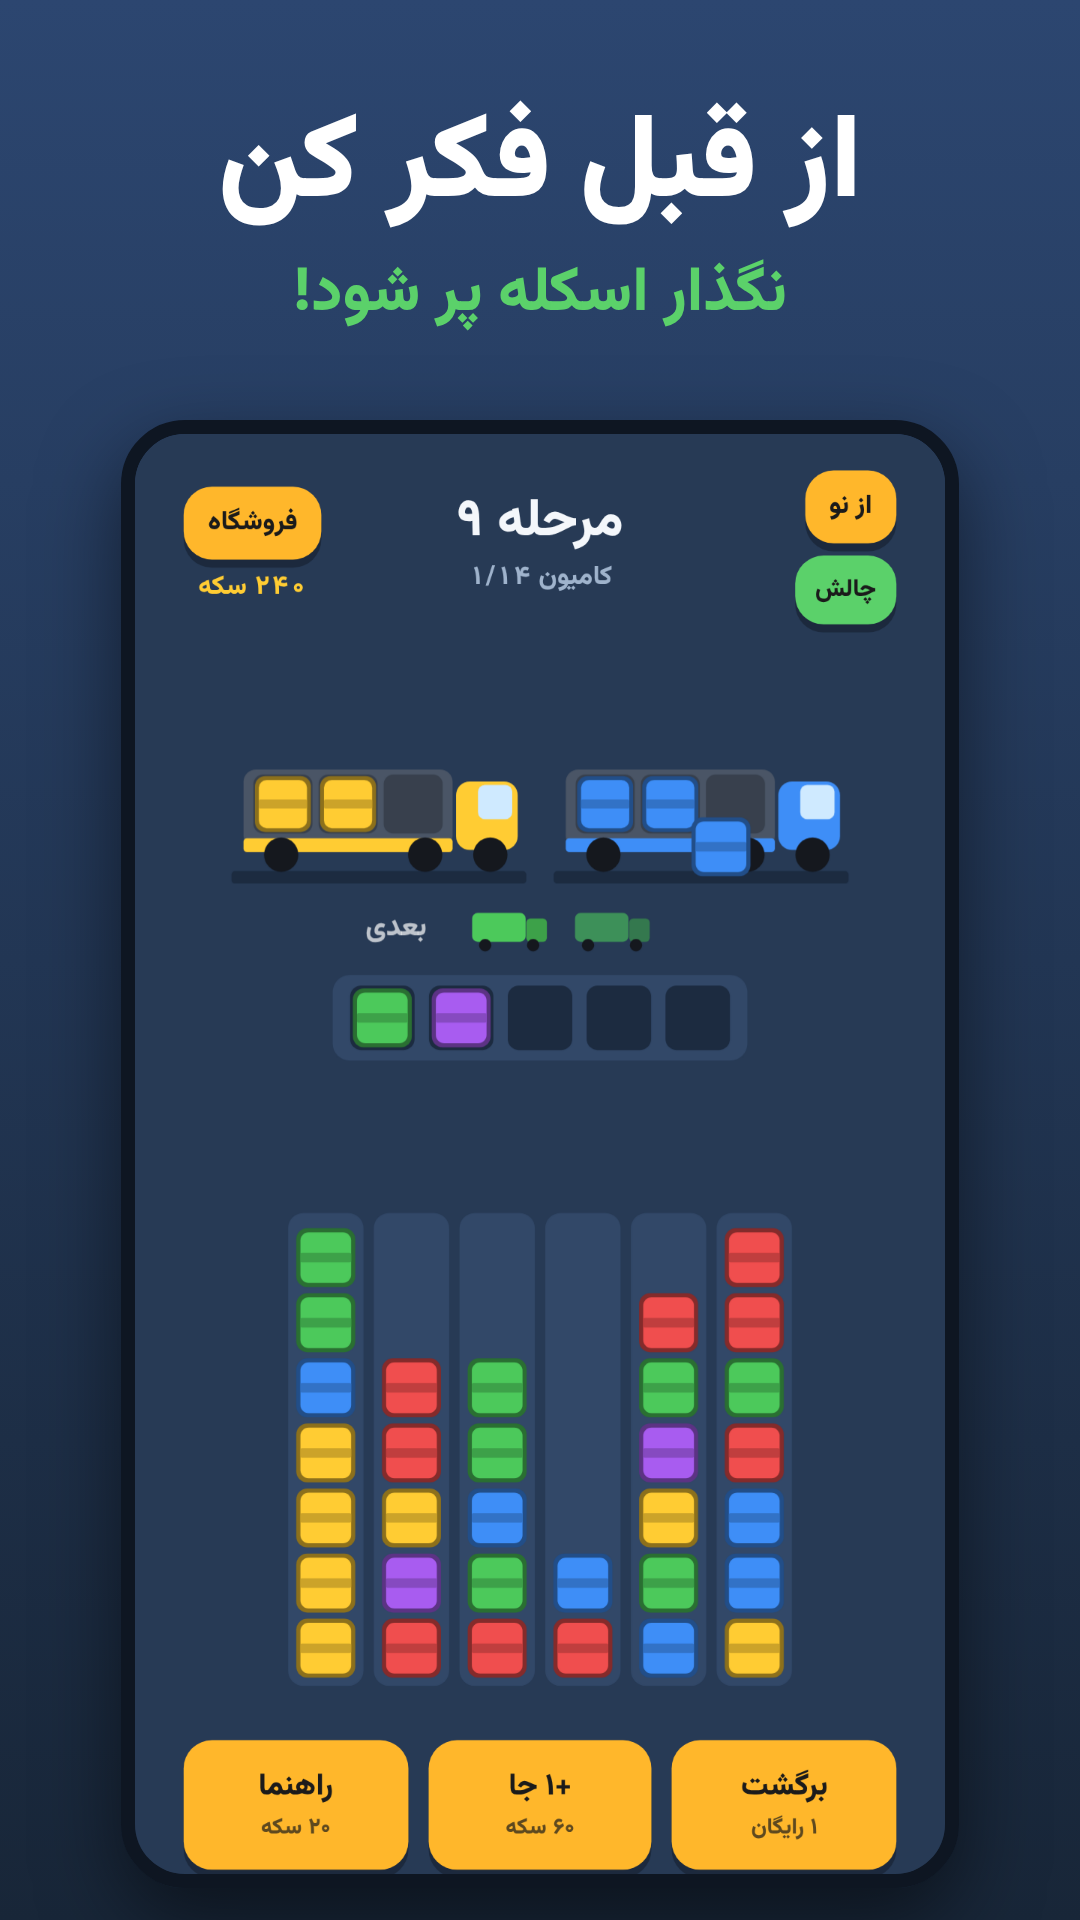 از قبل فکر کن
نگذار اسکله پر شود!
از نو
چالش
مرحله ۹
کامیون ۱/۱۴
فروشگاه
۲۴۰ سکه
بعدی
برگشت
۱ رایگان
+۱ جا
۶۰ سکه
راهنما
۲۰ سکه